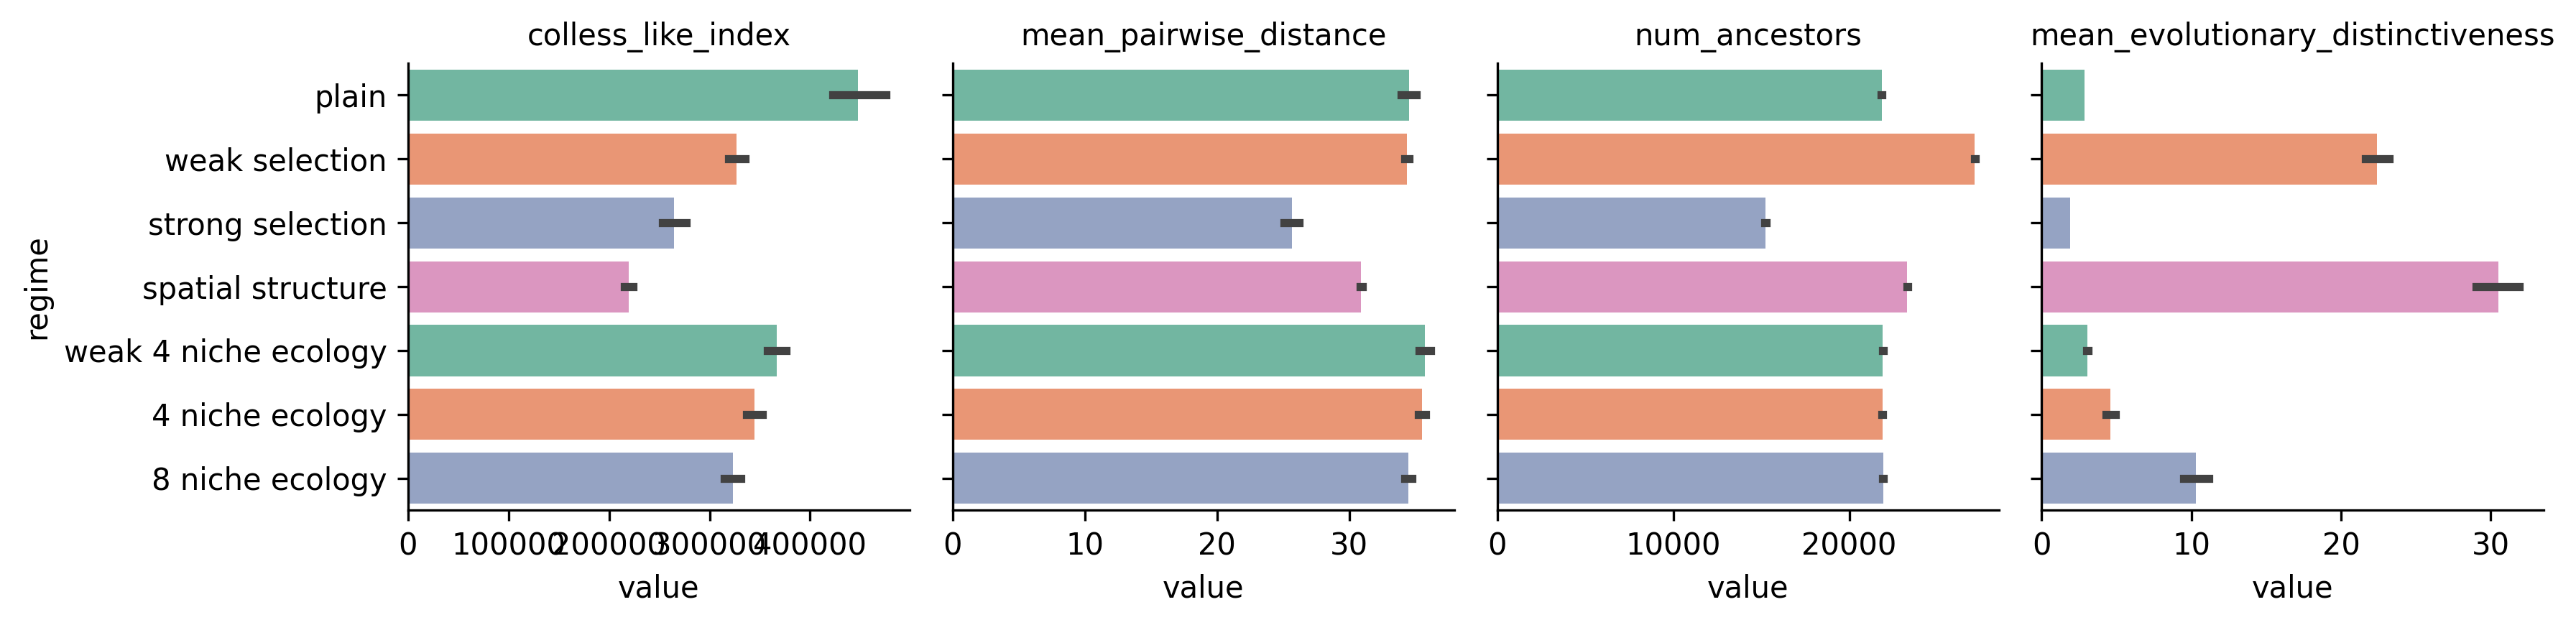 colless_like_index
mean_pairwise_distance
num_ancestors
mean_evolutionary_distinctiveness
regime
plain
weak selection
strong selection
spatial structure
weak 4 niche ecology
4 niche ecology
8 niche ecology
0 100000 200000 300000 400000
0 10 20 30
0 10000 20000
0 10 20 30
value
value
value
value